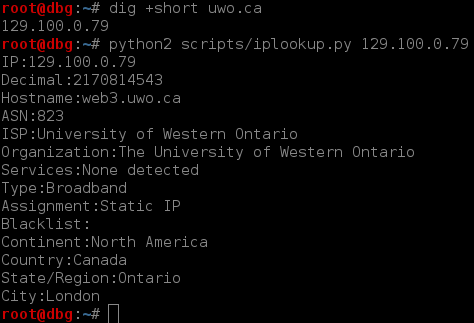 root@dbg:~# dig +short uwo.ca
129.100.0.79
root@dbg:~# python2 scripts/iplookup.py 129.100.0.79
IP:129.100.0.79
Decimal:2170814543
Hostname:web3.uwo.ca
ASN:823
ISP:University of Western Ontario
Organization:The University of Western Ontario
Services:None detected
Type:Broadband
Assignment:Static IP
Blacklist:
Continent:North America
Country:Canada
State/Region:Ontario
City:London
root@dbg:~#